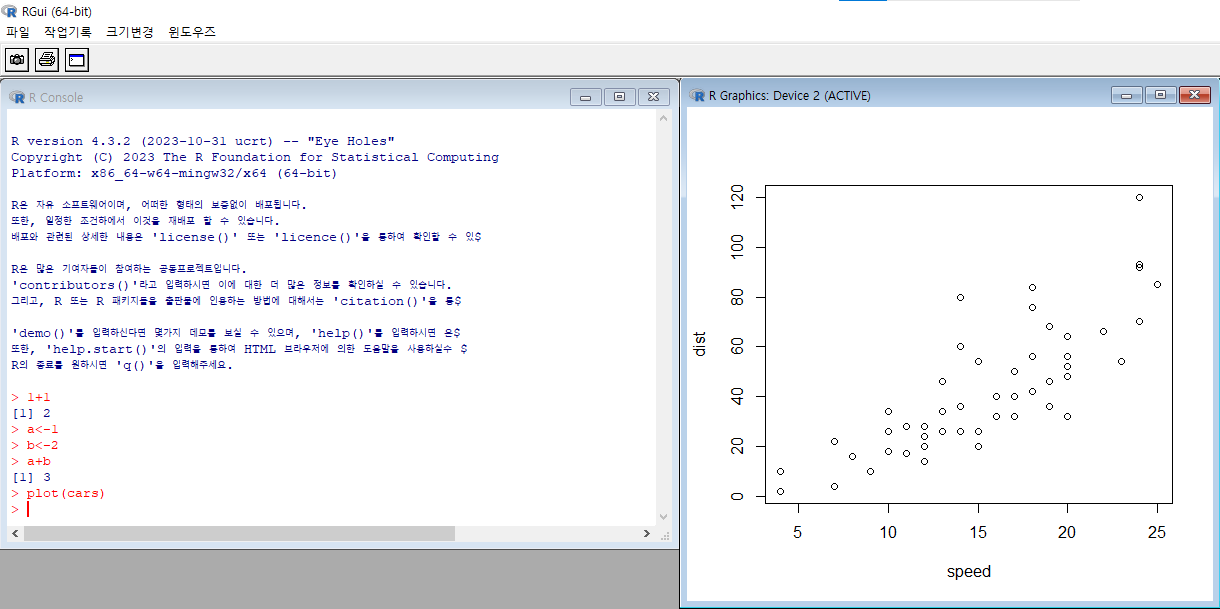 RGui (64-bit)
파일 작업기록 크기변경 윈도우즈
R Console
R version 4.3.2 (2023-10-31 ucrt) -- "Eye Holes"
Copyright (C) 2023 The R Foundation for Statistical Computing
Platform: x86_64-w64-mingw32/x64 (64-bit)
R은 자유 소프트웨어이며, 어떠한 형태의 보증없이 배포됩니다.
또한, 일정한 조건하에서 이것을 재배포 할 수 있습니다.
배포와 관련된 상세한 내용은 'license()' 또는 'licence()'을 통하여 확인할 수 있$
R은 많은 기여자들이 참여하는 공동프로젝트입니다.
'contributors()'라고 입력하시면 이에 대한 더 많은 정보를 확인하실 수 있습니다.
그리고, R 또는 R 패키지들을 출판물에 인용하는 방법에 대해서는 'citation()'을 통$
'demo()'를 입력하신다면 몇가지 데모를 보실 수 있으며, 'help()'를 입력하시면 온$
또한, 'help.start()'의 입력을 통하여 HTML 브라우저에 의한 도움말을 사용하실수 $
R의 종료를 원하시면 'q()'을 입력해주세요.
> 1+1
[1] 2
> a<-1
> b<-2
> a+b
[1] 3
> plot(cars)
>
R Graphics: Device 2 (ACTIVE)
120
100
80
60
40
20
0
dist
5 10 15 20 25
speed